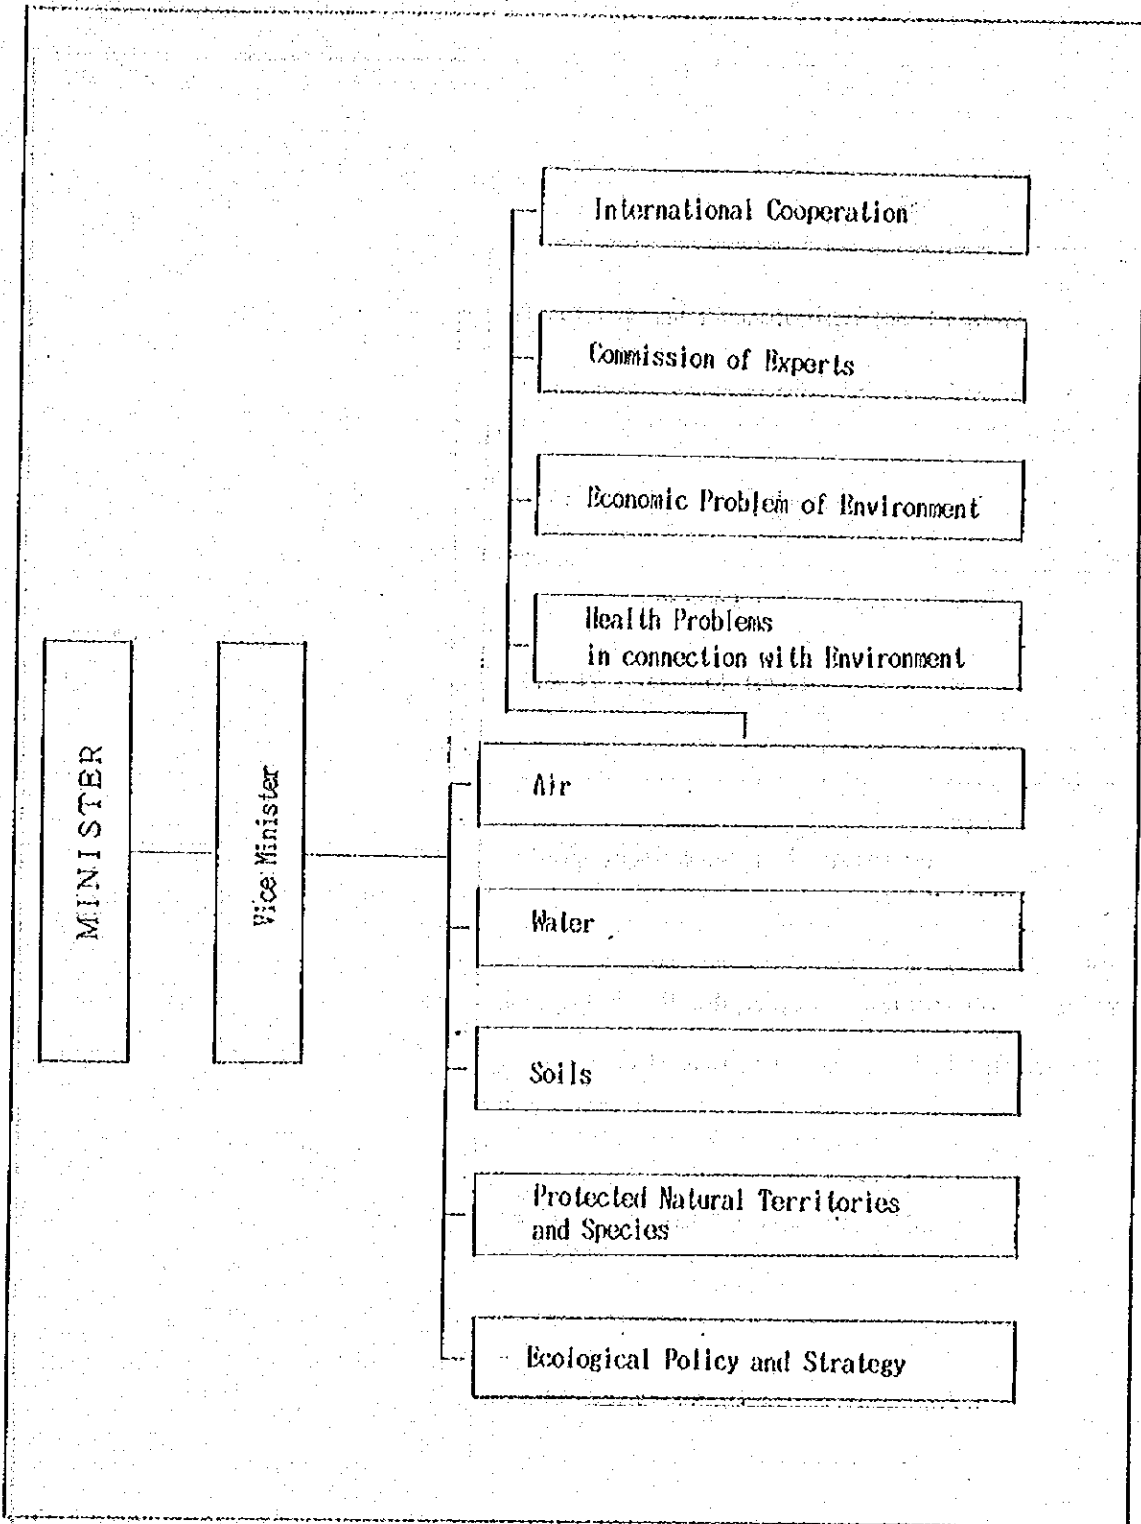 International Cooperation
Commission of Experts
Economic Problem of Environment
Health Problems
in connection with Environment
MINISTER
Vice Minister
Air
Water
Soils
Protected Natural Territories
and Species
Ecological Policy and Strategy